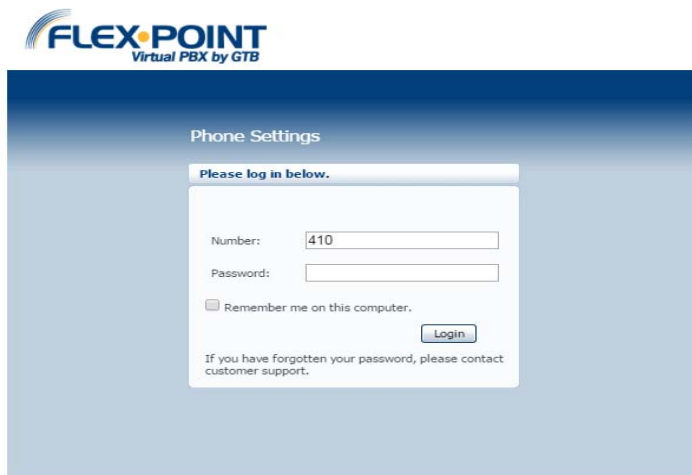 FLEX•POINT
Virtual PBX by GTB
Phone Settings
Please log in below.
Number: 410
Password:
Remember me on this computer.
Login
If you have forgotten your password, please contact
customer support.